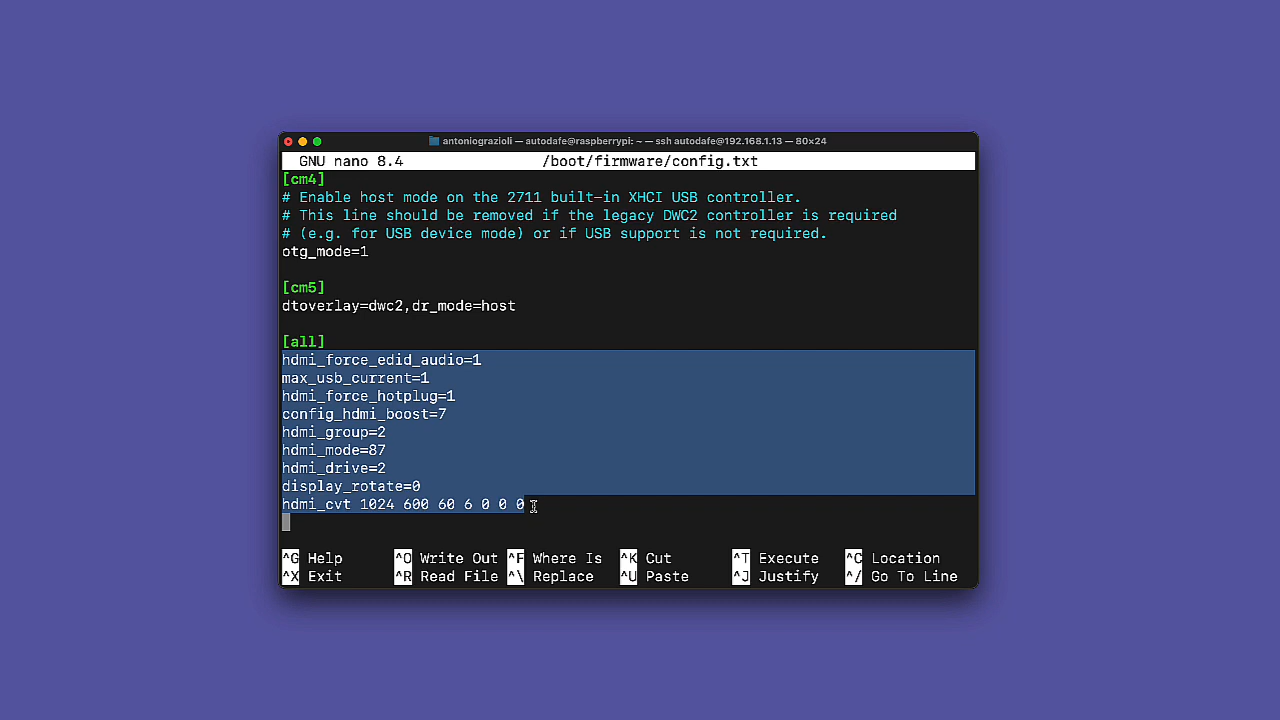 antoniograzioli — autodafe@raspberrypi: ~ — ssh autodafe@192.168.1.13 — 80×24
GNU nano 8.4 /boot/firmware/config.txt
[cm4]
# Enable host mode on the 2711 built-in XHCI USB controller.
# This line should be removed if the legacy DWC2 controller is required
# (e.g. for USB device mode) or if USB support is not required.
otg_mode=1
[cm5]
dtoverlay=dwc2,dr_mode=host
[all]
hdmi_force_edid_audio=1
max_usb_current=1
hdmi_force_hotplug=1
config_hdmi_boost=7
hdmi_group=2
hdmi_mode=87
hdmi_drive=2
display_rotate=0
hdmi_cvt 1024 600 60 6 0 0 0
^G Help ^O Write Out ^F Where Is ^K Cut ^T Execute ^C Location
^X Exit ^R Read File ^\ Replace ^U Paste ^J Justify ^/ Go To Line